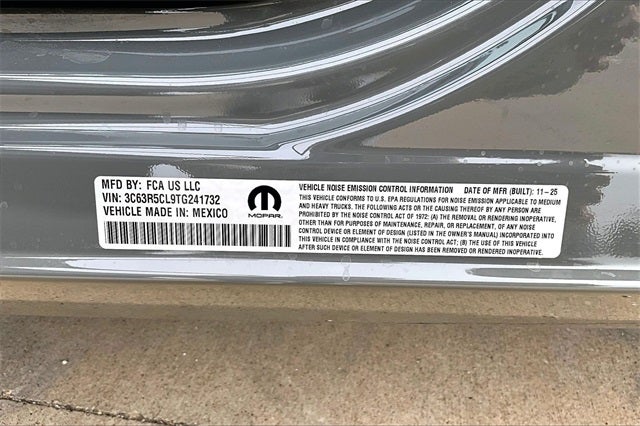 MFD BY: FCA US LLC
VIN: 3C63R5CL9TG241732
VEHICLE MADE IN: MEXICO
MOPAR
VEHICLE NOISE EMISSION CONTROL INFORMATION DATE OF MFR (BUILT): 11-25
THIS VEHICLE CONFORMS TO U.S. EPA REGULATIONS FOR NOISE EMISSION APPLICABLE TO MEDIUM
AND HEAVY TRUCKS. THE FOLLOWING ACTS OR THE CAUSING THEREOF BY ANY PERSON ARE
PROHIBITED BY THE NOISE CONTROL ACT OF 1972: (A) THE REMOVAL OR RENDERING INOPERATIVE,
OTHER THAN FOR PURPOSES OF MAINTENANCE, REPAIR, OR REPLACEMENT, OF ANY NOISE
CONTROL DEVICE OR ELEMENT OF DESIGN (LISTED IN THE OWNER'S MANUAL) INCORPORATED INTO
THIS VEHICLE IN COMPLIANCE WITH THE NOISE CONTROL ACT; (B) THE USE OF THIS VEHICLE
AFTER SUCH DEVICE OR ELEMENT OF DESIGN HAS BEEN REMOVED OR RENDERED INOPERATIVE.